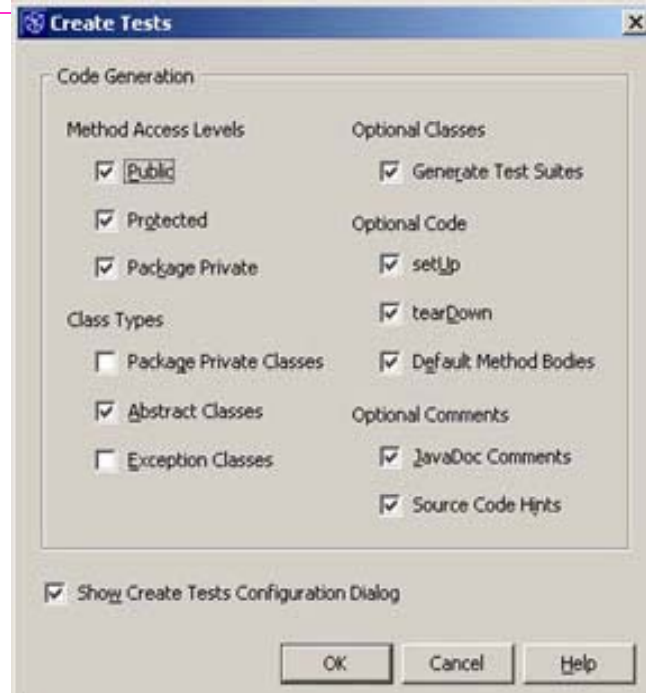 Create Tests
Code Generation
Method Access Levels
Public
Protected
Package Private
Class Types
Package Private Classes
Abstract Classes
Exception Classes
Optional Classes
Generate Test Suites
Optional Code
setUp
tearDown
Default Method Bodies
Optional Comments
JavaDoc Comments
Source Code Hints
Show Create Tests Configuration Dialog
OK
Cancel
Help